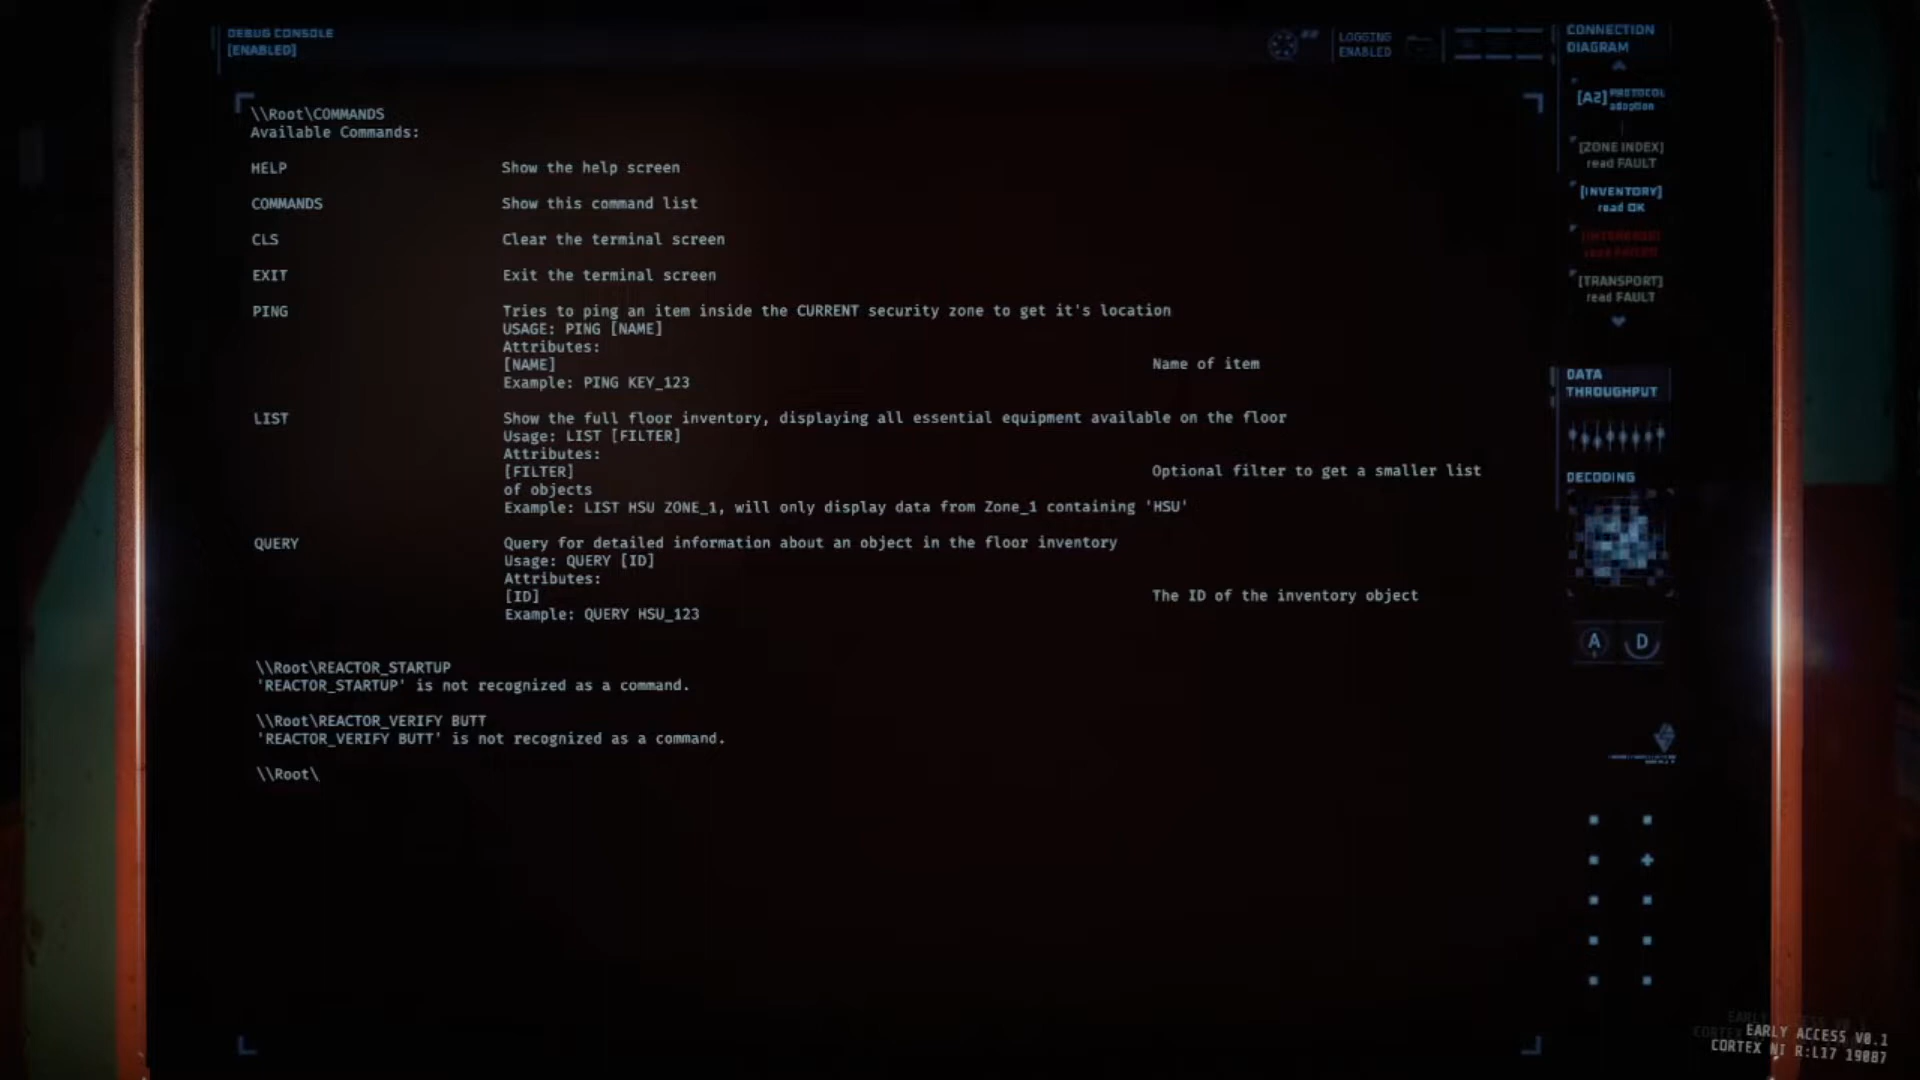 DEBUG CONSOLE
[ENABLED]
LOGGING
ENABLED
\\Root\COMMANDS
Available Commands:
HELP Show the help screen
COMMANDS Show this command list
CLS Clear the terminal screen
EXIT Exit the terminal screen
PING Tries to ping an item inside the CURRENT security zone to get it's location
USAGE: PING [NAME]
Attributes:
[NAME] Name of item
Example: PING KEY_123
LIST Show the full floor inventory, displaying all essential equipment available on the floor
Usage: LIST [FILTER]
Attributes:
[FILTER] Optional filter to get a smaller list
of objects
Example: LIST HSU ZONE_1, will only display data from Zone_1 containing 'HSU'
QUERY Query for detailed information about an object in the floor inventory
Usage: QUERY [ID]
Attributes:
[ID] The ID of the inventory object
Example: QUERY HSU_123
\\Root\REACTOR_STARTUP
'REACTOR_STARTUP' is not recognized as a command.
\\Root\REACTOR_VERIFY BUTT
'REACTOR_VERIFY BUTT' is not recognized as a command.
\\Root\
CONNECTION
DIAGRAM
[A2] PROTOCOL
adoption
[ZONE INDEX]
read FAULT
[INVENTORY]
read OK
[TRANSPORT]
read FAULT
DATA
THROUGHPUT
DECODING
A D
EARLY ACCESS V0.1
CORTEX NI R:L17 19087